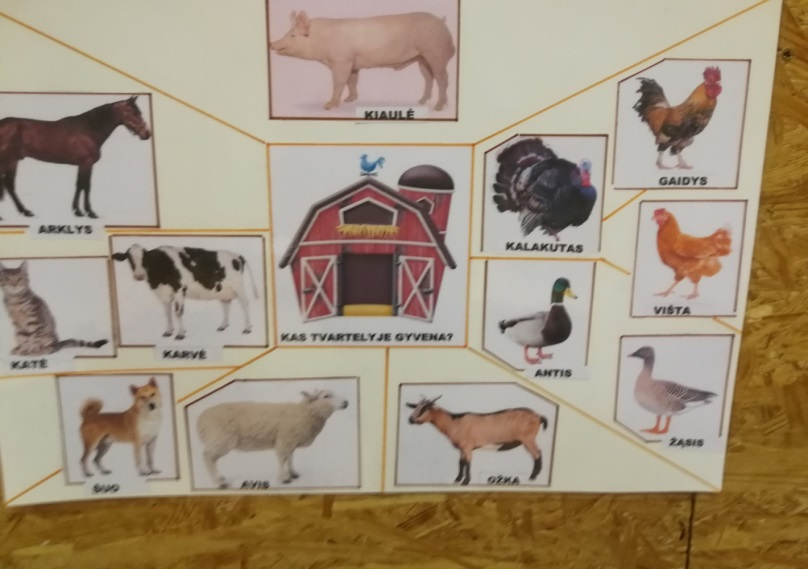 KIAULĖ
ARKLYS
GAIDYS
KALAKUTAS
KAS TVARTELYJE GYVENA?
VIŠTA
KARVĖ
KATĖ
ANTIS
ŽĄSIS
ŠUO
AVIS
OŽKA